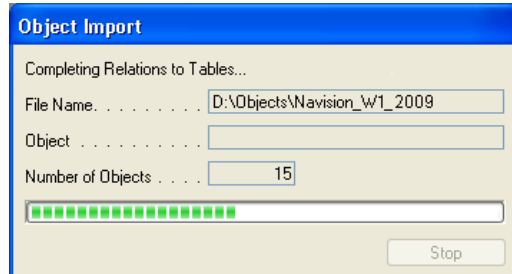 Object Import
Completing Relations to Tables...
File Name. . . . . . . . . D:\Objects\Navision_W1_2009
Object . . . . . . . . . . .
Number of Objects . . . . 15
Stop